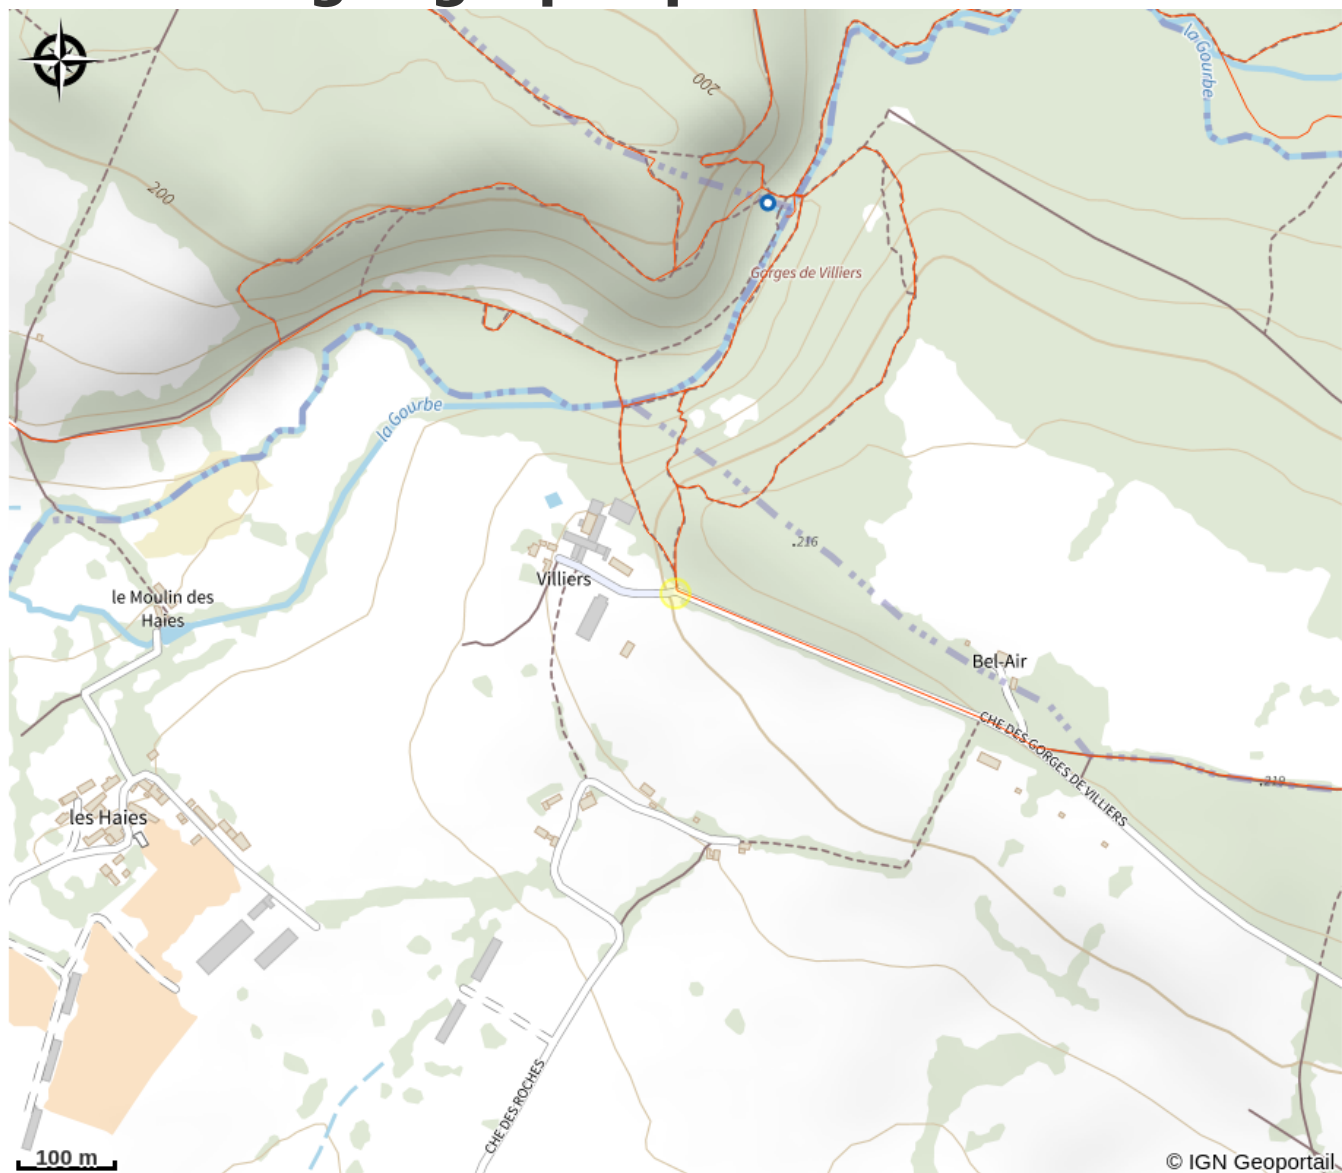 la Gourbe
200
200
Gorges de Villiers
la Gourbe
.216
Villiers
le Moulin des
Haies
Bel-Air
CHE DES GORGES DE VILLIERS
.219
les Haies
CHE DES ROCHES
100 m
© IGN Geoportail